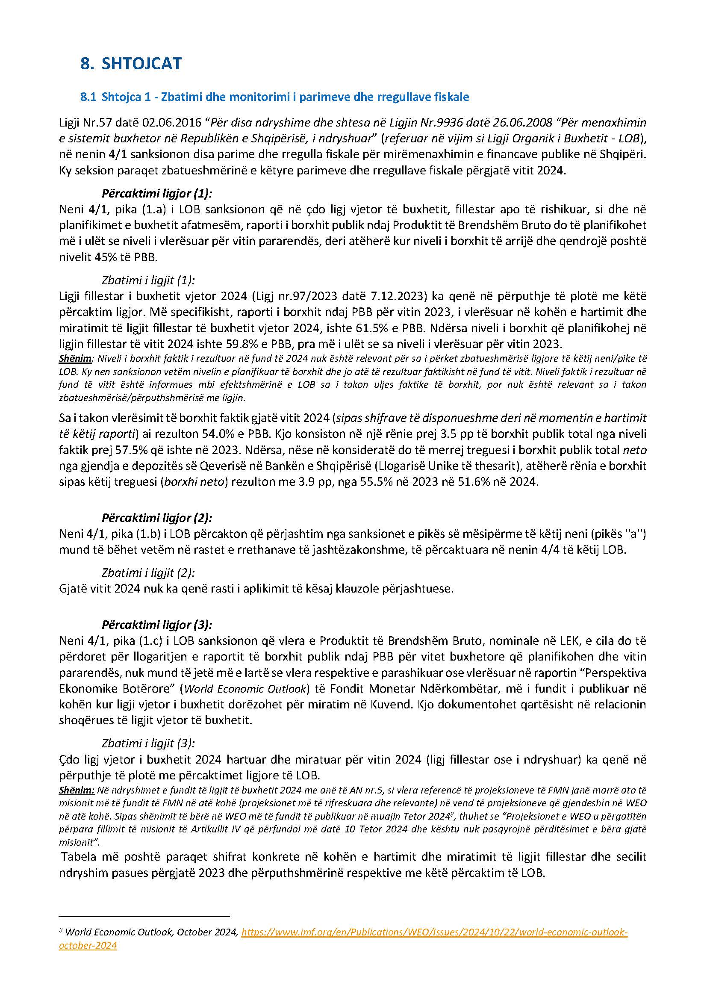 8. SHTOJCAT
8.1 Shtojca 1 - Zbatimi dhe monitorimi i parimeve dhe rregullave fiskale
Ligji Nr.57 datë 02.06.2016 “Për disa ndryshime dhe shtesa në Ligjin Nr.9936 datë 26.06.2008 “Për menaxhimin
e sistemit buxhetor në Republikën e Shqipërisë, i ndryshuar” (referuar në vijim si Ligji Organik i Buxhetit - LOB),
në nenin 4/1 sanksionon disa parime dhe rregulla fiskale për mirëmenaxhimin e financave publike në Shqipëri.
Ky seksion paraqet zbatueshmërinë e këtyre parimeve dhe rregullave fiskale përgjatë vitit 2024.
Përcaktimi ligjor (1):
Neni 4/1, pika (1.a) i LOB sanksionon që në çdo ligj vjetor të buxhetit, fillestar apo të rishikuar, si dhe në
planifikimet e buxhetit afatmesëm, raporti i borxhit publik ndaj Produktit të Brendshëm Bruto do të planifikohet
më i ulët se niveli i vlerësuar për vitin pararendës, deri atëherë kur niveli i borxhit të arrijë dhe qendrojë poshtë
nivelit 45% të PBB.
Zbatimi i ligjit (1):
Ligji fillestar i buxhetit vjetor 2024 (Ligj nr.97/2023 datë 7.12.2023) ka qenë në përputhje të plotë me këtë
përcaktim ligjor. Më specifikisht, raporti i borxhit ndaj PBB për vitin 2023, i vlerësuar në kohën e hartimit dhe
miratimit të ligjit fillestar të buxhetit vjetor 2024, ishte 61.5% e PBB. Ndërsa niveli i borxhit që planifikohej në
ligjin fillestar të vitit 2024 ishte 59.8% e PBB, pra më i ulët se sa niveli i vlerësuar për vitin 2023.
Shënim: Niveli i borxhit faktik i rezultuar në fund të 2024 nuk është relevant për sa i përket zbatueshmërisë ligjore të këtij neni/pike të
LOB. Ky nen sanksionon vetëm nivelin e planifikuar të borxhit dhe jo atë të rezultuar faktikisht në fund të vitit. Niveli faktik i rezultuar në
fund të vitit është informues mbi efektshmërinë e LOB sa i takon uljes faktike të borxhit, por nuk është relevant sa i takon
zbatueshmërisë/përputhshmërisë me ligjin.
Sa i takon vlerësimit të borxhit faktik gjatë vitit 2024 (sipas shifrave të disponueshme deri në momentin e hartimit
të këtij raporti) ai rezulton 54.0% e PBB. Kjo konsiston në një rënie prej 3.5 pp të borxhit publik total nga niveli
faktik prej 57.5% që ishte në 2023. Ndërsa, nëse në konsideratë do të merrej treguesi i borxhit publik total neto
nga gjendja e depozitës së Qeverisë në Bankën e Shqipërisë (Llogarisë Unike të thesarit), atëherë rënia e borxhit
sipas këtij treguesi (borxhi neto) rezulton me 3.9 pp, nga 55.5% në 2023 në 51.6% në 2024.
Përcaktimi ligjor (2):
Neni 4/1, pika (1.b) i LOB përcakton që përjashtim nga sanksionet e pikës së mësipërme të këtij neni (pikës "a")
mund të bëhet vetëm në rastet e rrethanave të jashtëzakonshme, të përcaktuara në nenin 4/4 të këtij LOB.
Zbatimi i ligjit (2):
Gjatë vitit 2024 nuk ka qenë rasti i aplikimit të kësaj klauzole përjashtuese.
Përcaktimi ligjor (3):
Neni 4/1, pika (1.c) i LOB sanksionon që vlera e Produktit të Brendshëm Bruto, nominale në LEK, e cila do të
përdoret për llogaritjen e raportit të borxhit publik ndaj PBB për vitet buxhetore që planifikohen dhe vitin
pararendës, nuk mund të jetë më e lartë se vlera respektive e parashikuar ose vlerësuar në raportin “Perspektiva
Ekonomike Botërore” (World Economic Outlook) të Fondit Monetar Ndërkombëtar, më i fundit i publikuar në
kohën kur ligji vjetor i buxhetit dorëzohet për miratim në Kuvend. Kjo dokumentohet qartësisht në relacionin
shoqërues të ligjit vjetor të buxhetit.
Zbatimi i ligjit (3):
Çdo ligj vjetor i buxhetit 2024 hartuar dhe miratuar për vitin 2024 (ligj fillestar ose i ndryshuar) ka qenë në
përputhje të plotë me përcaktimet ligjore të LOB.
Shënim: Në ndryshimet e fundit të ligjit të buxhetit 2024 me anë të AN nr.5, si vlera referencë të projeksioneve të FMN janë marrë ato të
misionit më të fundit të FMN në atë kohë (projeksionet më të rifreskuara dhe relevante) në vend të projeksioneve që gjendeshin në WEO
në atë kohë. Sipas shënimit të bërë në WEO më të fundit të publikuar në muajin Tetor 2024⁸, thuhet se “Projeksionet e WEO u përgatitën
përpara fillimit të misionit të Artikullit IV që përfundoi më datë 10 Tetor 2024 dhe kështu nuk pasqyrojnë përditësimet e bëra gjatë
misionit”.
Tabela më poshtë paraqet shifrat konkrete në kohën e hartimit dhe miratimit të ligjit fillestar dhe secilit
ndryshim pasues përgjatë 2023 dhe përputhshmërinë respektive me këtë përcaktim të LOB.
⁸ World Economic Outlook, October 2024, https://www.imf.org/en/Publications/WEO/Issues/2024/10/22/world-economic-outlook-
october-2024